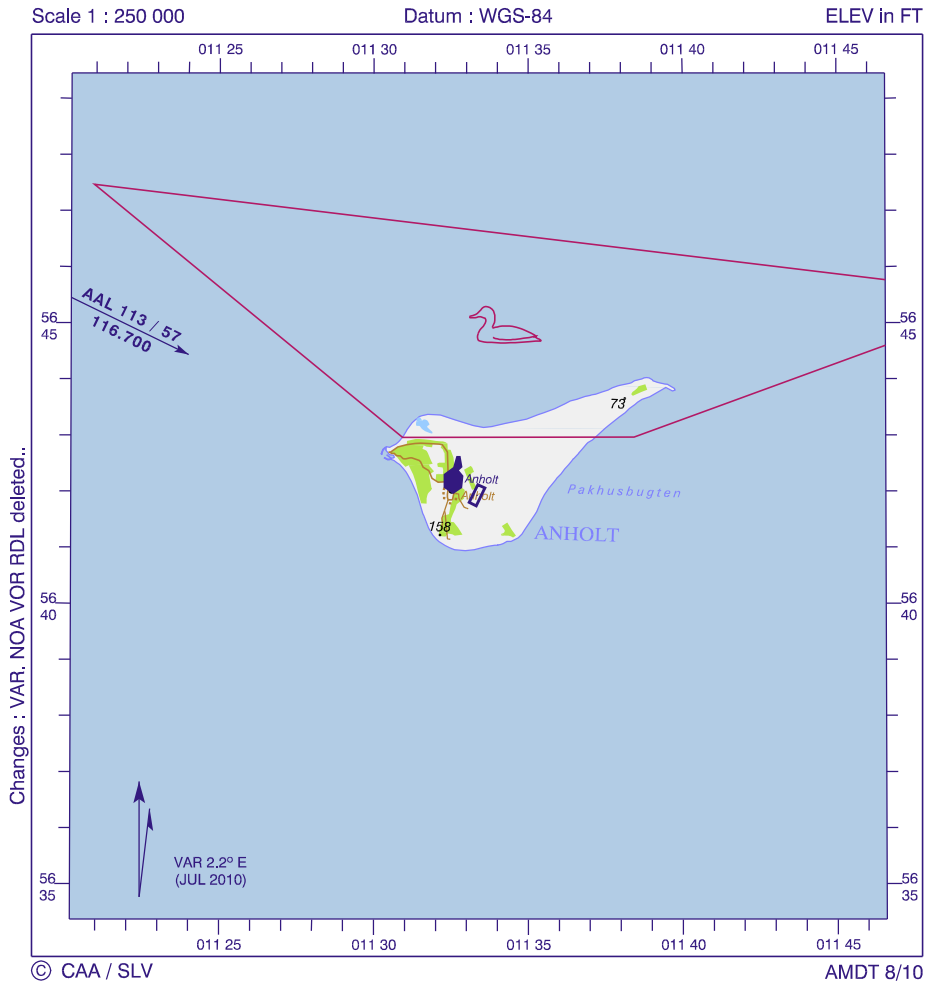 Scale 1 : 250 000 Datum : WGS-84 ELEV in FT
011 25 011 30 011 35 011 40 011 45
AAL 113 / 57
116.700
56
45
56
45
73
Anholt
Anholt
Pakhusbugten
158
ANHOLT
56
40
56
40
Changes : VAR. NOA VOR RDL deleted..
VAR 2.2º E
(JUL 2010)
56
35
56
35
011 25 011 30 011 35 011 40 011 45
© CAA / SLV AMDT 8/10